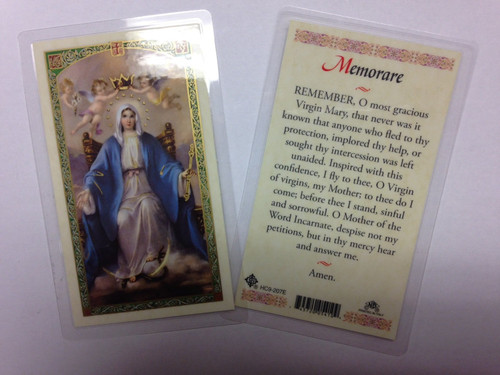 Memorare
REMEMBER, O most gracious
Virgin Mary, that never was it
known that anyone who fled to thy
protection, implored thy help, or
sought thy intercession was left
unaided. Inspired with this
confidence, I fly to thee, O Virgin
of virgins, my Mother: to thee do I
come; before thee I stand, sinful
and sorrowful. O Mother of the
Word Incarnate, despise not my
petitions, but in thy mercy hear
and answer me.
Amen.
HC9-207E